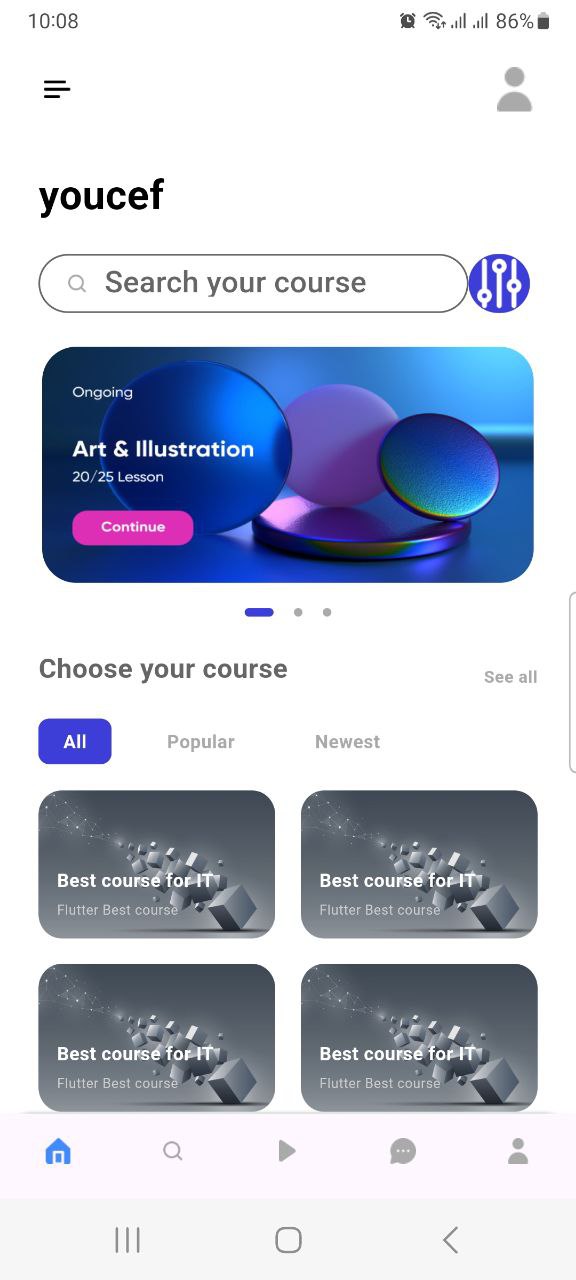 10:08
86%
youcef
Search your course
Ongoing
Art & Illustration
20/25 Lesson
Continue
Choose your course
See all
All
Popular
Newest
Best course for IT
Flutter Best course
Best course for IT
Flutter Best course
Best course for IT
Flutter Best course
Best course for IT
Flutter Best course